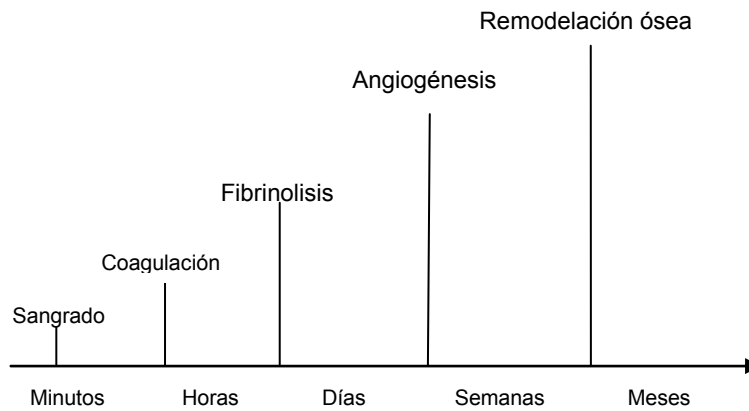 Remodelación ósea
Angiogénesis
Fibrinolisis
Coagulación
Sangrado
Minutos Horas Días Semanas Meses